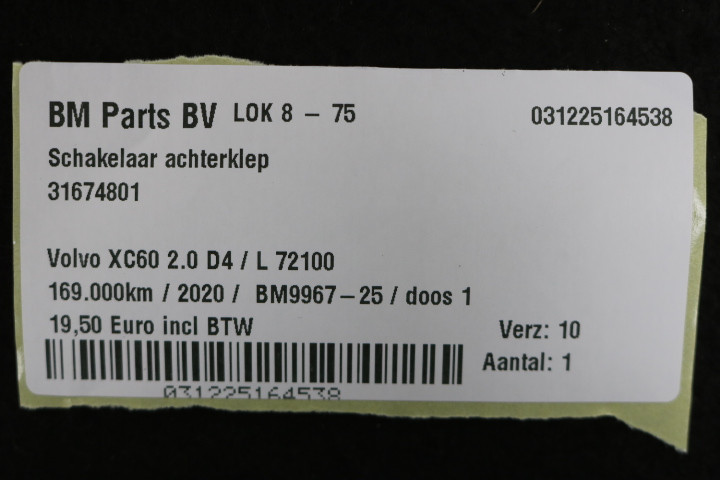 BM Parts BV LOK 8 - 75 031225164538
Schakelaar achterklep
31674801
Volvo XC60 2.0 D4 / L 72100
169.000km / 2020 / BM9967-25 / doos 1
19,50 Euro incl BTW Verz: 10
Aantal: 1
031225164538